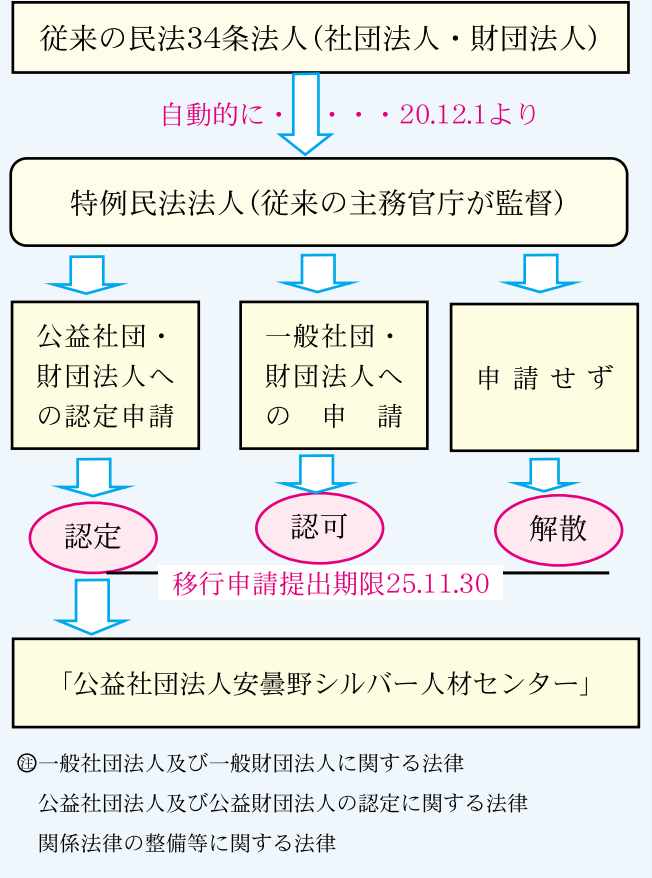 従来の民法34条法人(社団法人・財団法人)
自動的に・・・・20.12.1より
特例民法法人(従来の主務官庁が監督)
公益社団・
財団法人へ
の認定申請
一般社団・
財団法人へ
の申請
申請せず
認定
認可
解散
移行申請提出期限25.11.30
「公益社団法人安曇野シルバー人材センター」
㊟一般社団法人及び一般財団法人に関する法律
公益社団法人及び公益財団法人の認定に関する法律
関係法律の整備等に関する法律